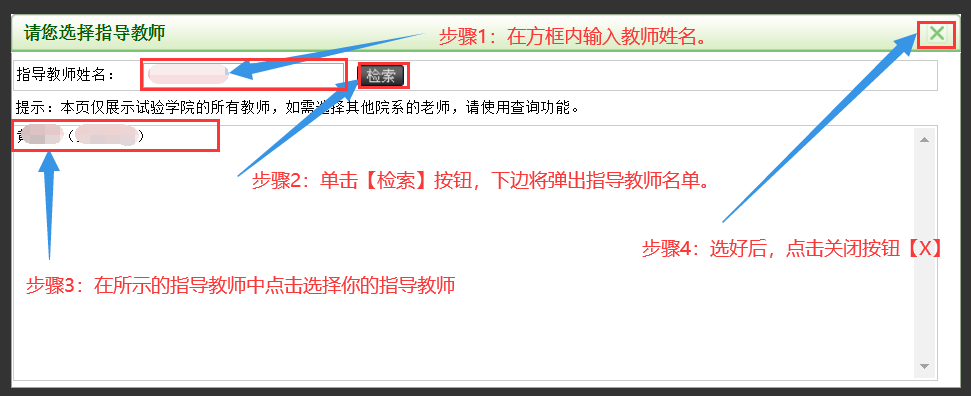 请您选择指导教师
步骤1：在方框内输入教师姓名。
指导教师姓名：
检索
提示：本页仅展示试验学院的所有教师，如需选择其他院系的老师，请使用查询功能。
步骤2：单击【检索】按钮，下边将弹出指导教师名单。
步骤4：选好后，点击关闭按钮【X】
步骤3：在所示的指导教师中点击选择你的指导教师